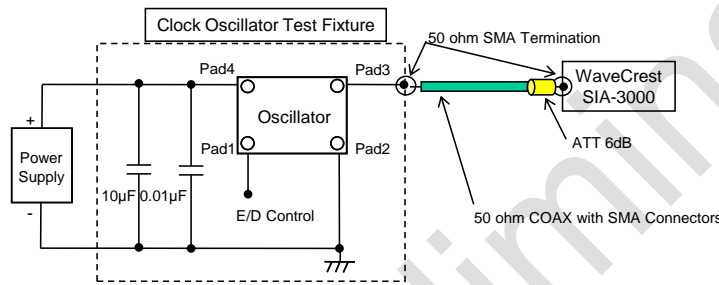 Clock Oscillator Test Fixture
50 ohm SMA Termination
Pad4
Pad3
WaveCrest
SIA-3000
Oscillator
+
Power
Supply
-
Pad1
Pad2
ATT 6dB
10µF
0.01µF
E/D Control
50 ohm COAX with SMA Connectors